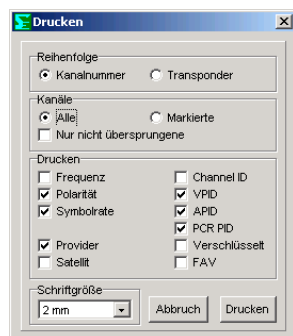 Drucken
Reihenfolge
Kanalnummer Transponder
Kanäle
Alle Markierte
Nur nicht übersprungene
Drucken
Frequenz Channel ID
Polarität VPID
Symbolrate APID
PCR PID
Provider Verschlüsselt
Satellit FAV
Schriftgröße
2 mm Abbruch Drucken